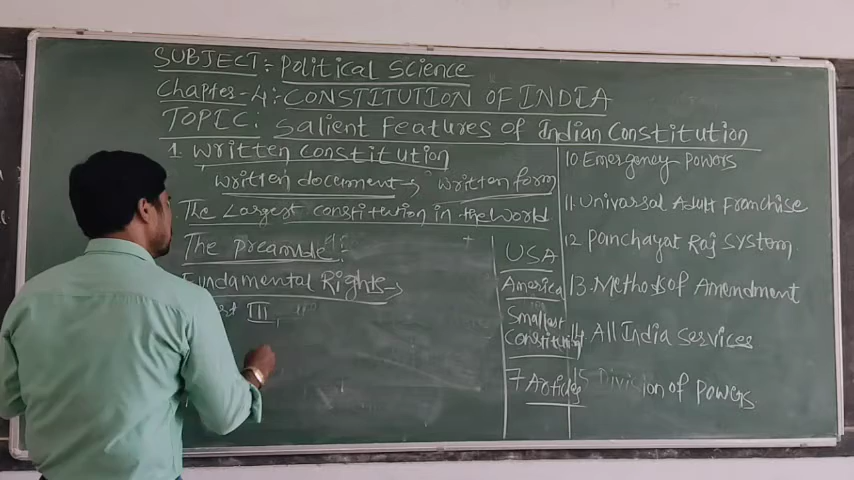 SUBJECT:- Political Science
Chapter-4:- CONSTITUTION OF INDIA
TOPIC: Salient Features of Indian Constitution
1 Written Constitution
Written document → written form
The Largest constitution in the World
The preamble:
Fundamental Rights →
III
USA
America
Smallest
Constitution
7 Articles
10 Emergency Powers
11. Univarsal Adult Franchise
12 Panchayat Raj System
13. Methods of Amendment
14. All India Services
15 Division of Powers